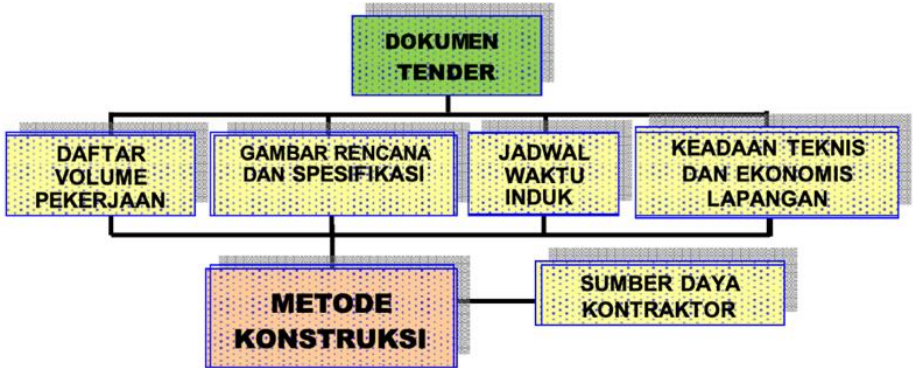 DOKUMEN
TENDER
DAFTAR
VOLUME
PEKERJAAN
GAMBAR RENCANA
DAN SPESIFIKASI
JADWAL
WAKTU
INDUK
KEADAAN TEKNIS
DAN EKONOMIS
LAPANGAN
METODE
KONSTRUKSI
SUMBER DAYA
KONTRAKTOR